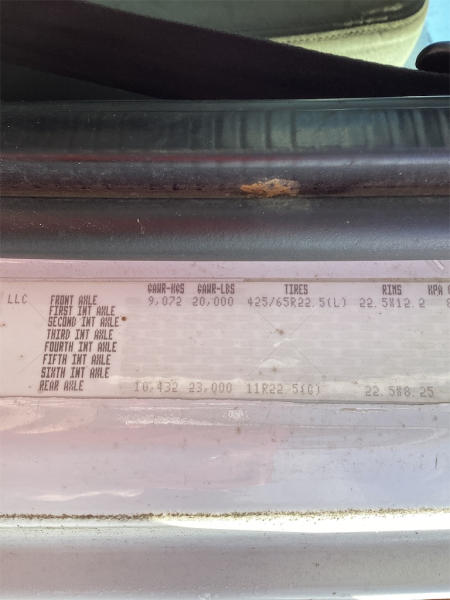 GAWR-KGS GAWR-LBS TIRES RIMS KPA
LLC FRONT AXLE 9,072 20,000 425/65R22.5(L) 22.5X12.2
FIRST INT AXLE
SECOND INT AXLE
THIRD INT AXLE
FOURTH INT AXLE
FIFTH INT AXLE
SIXTH INT AXLE
REAR AXLE 10,432 23,000 11R22.5(G) 22.5X8.25